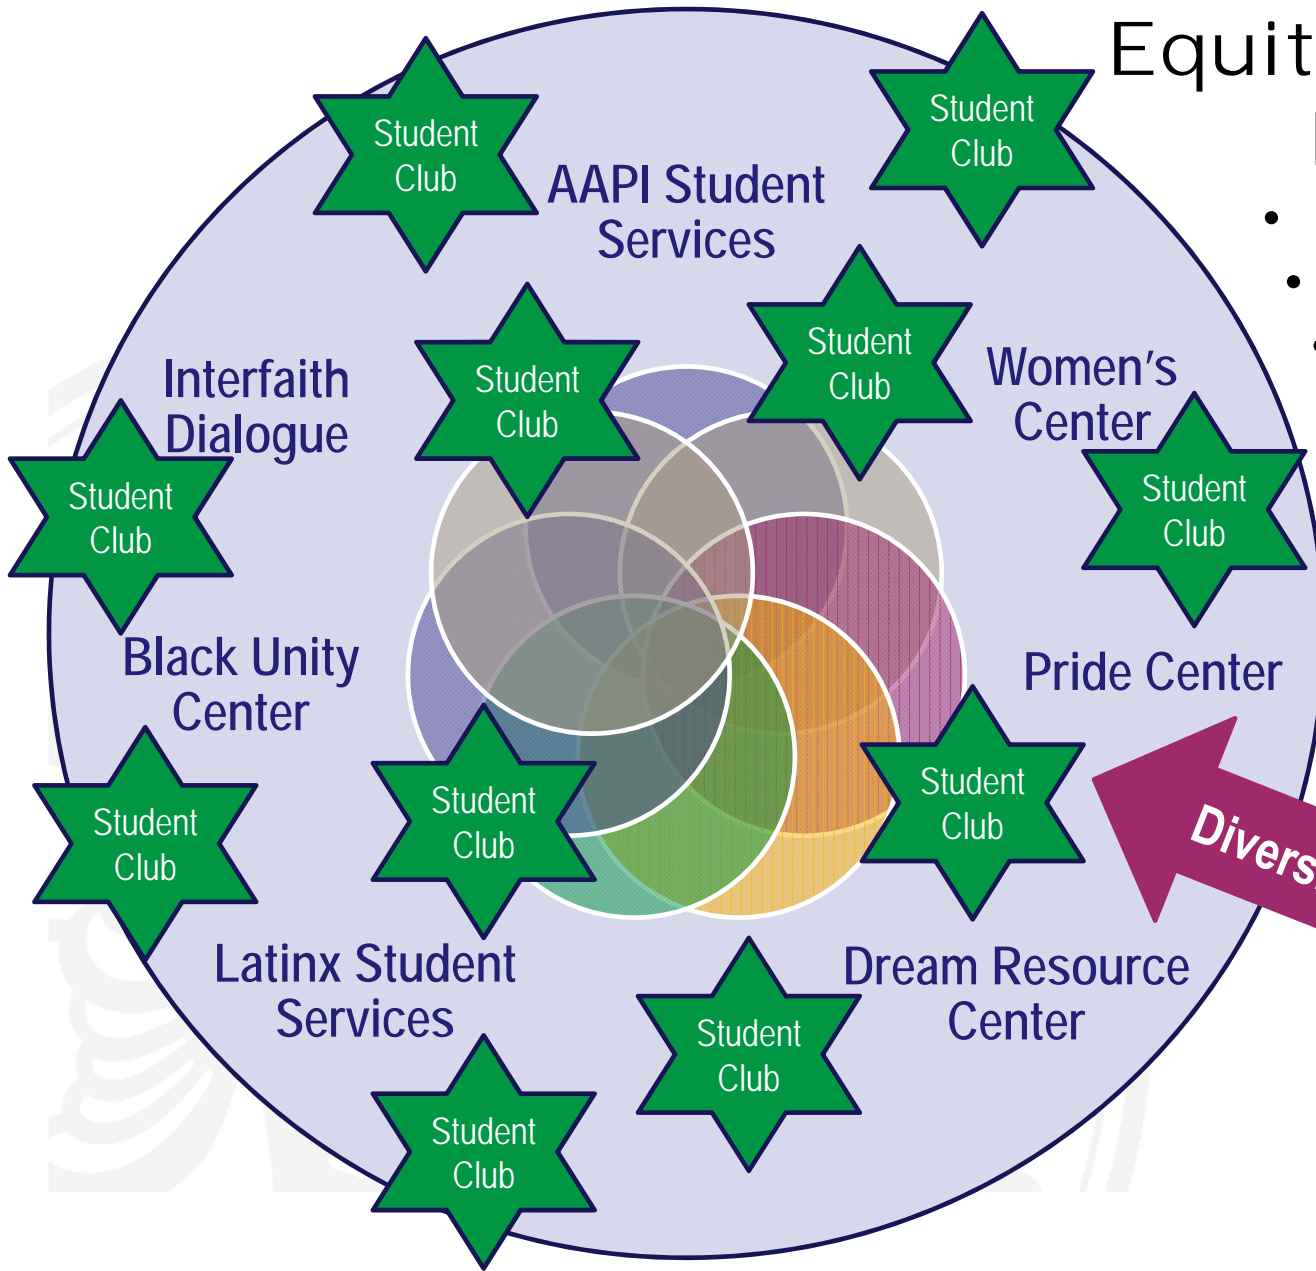 Equit
Student
Club
Student
Club
AAPI Student
Services
Student
Club
Student
Club
Interfaith
Dialogue
Women's
Center
Student
Club
Student
Club
Black Unity
Center
Pride Center
Student
Club
Student
Club
Student
Club
Divers
Latinx Student
Services
Dream Resource
Center
Student
Club
Student
Club